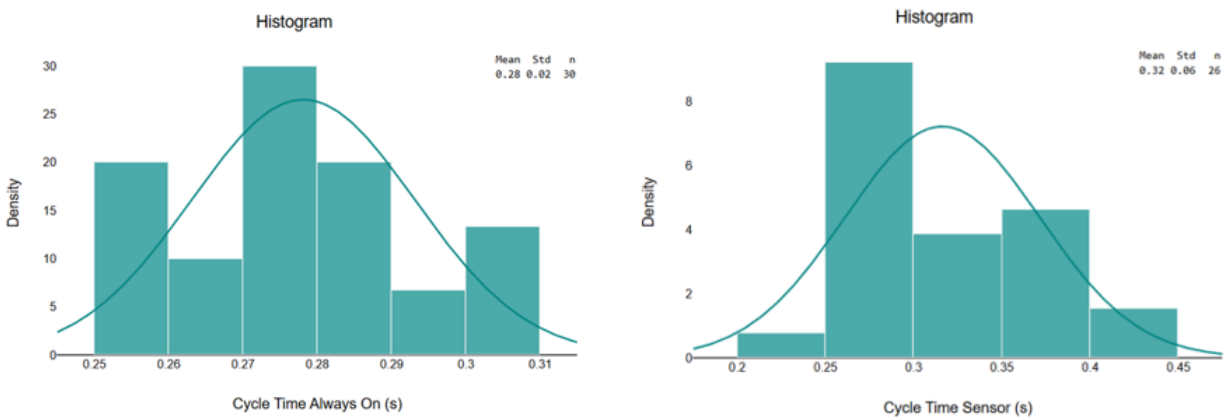 Histogram
Mean Std n
0.28 0.02 30
30
25
20
15
10
5
0
Density
0.25 0.26 0.27 0.28 0.29 0.3 0.31
Cycle Time Always On (s)
Histogram
Mean Std n
0.32 0.06 26
8
6
4
2
0
Density
0.2 0.25 0.3 0.35 0.4 0.45
Cycle Time Sensor (s)